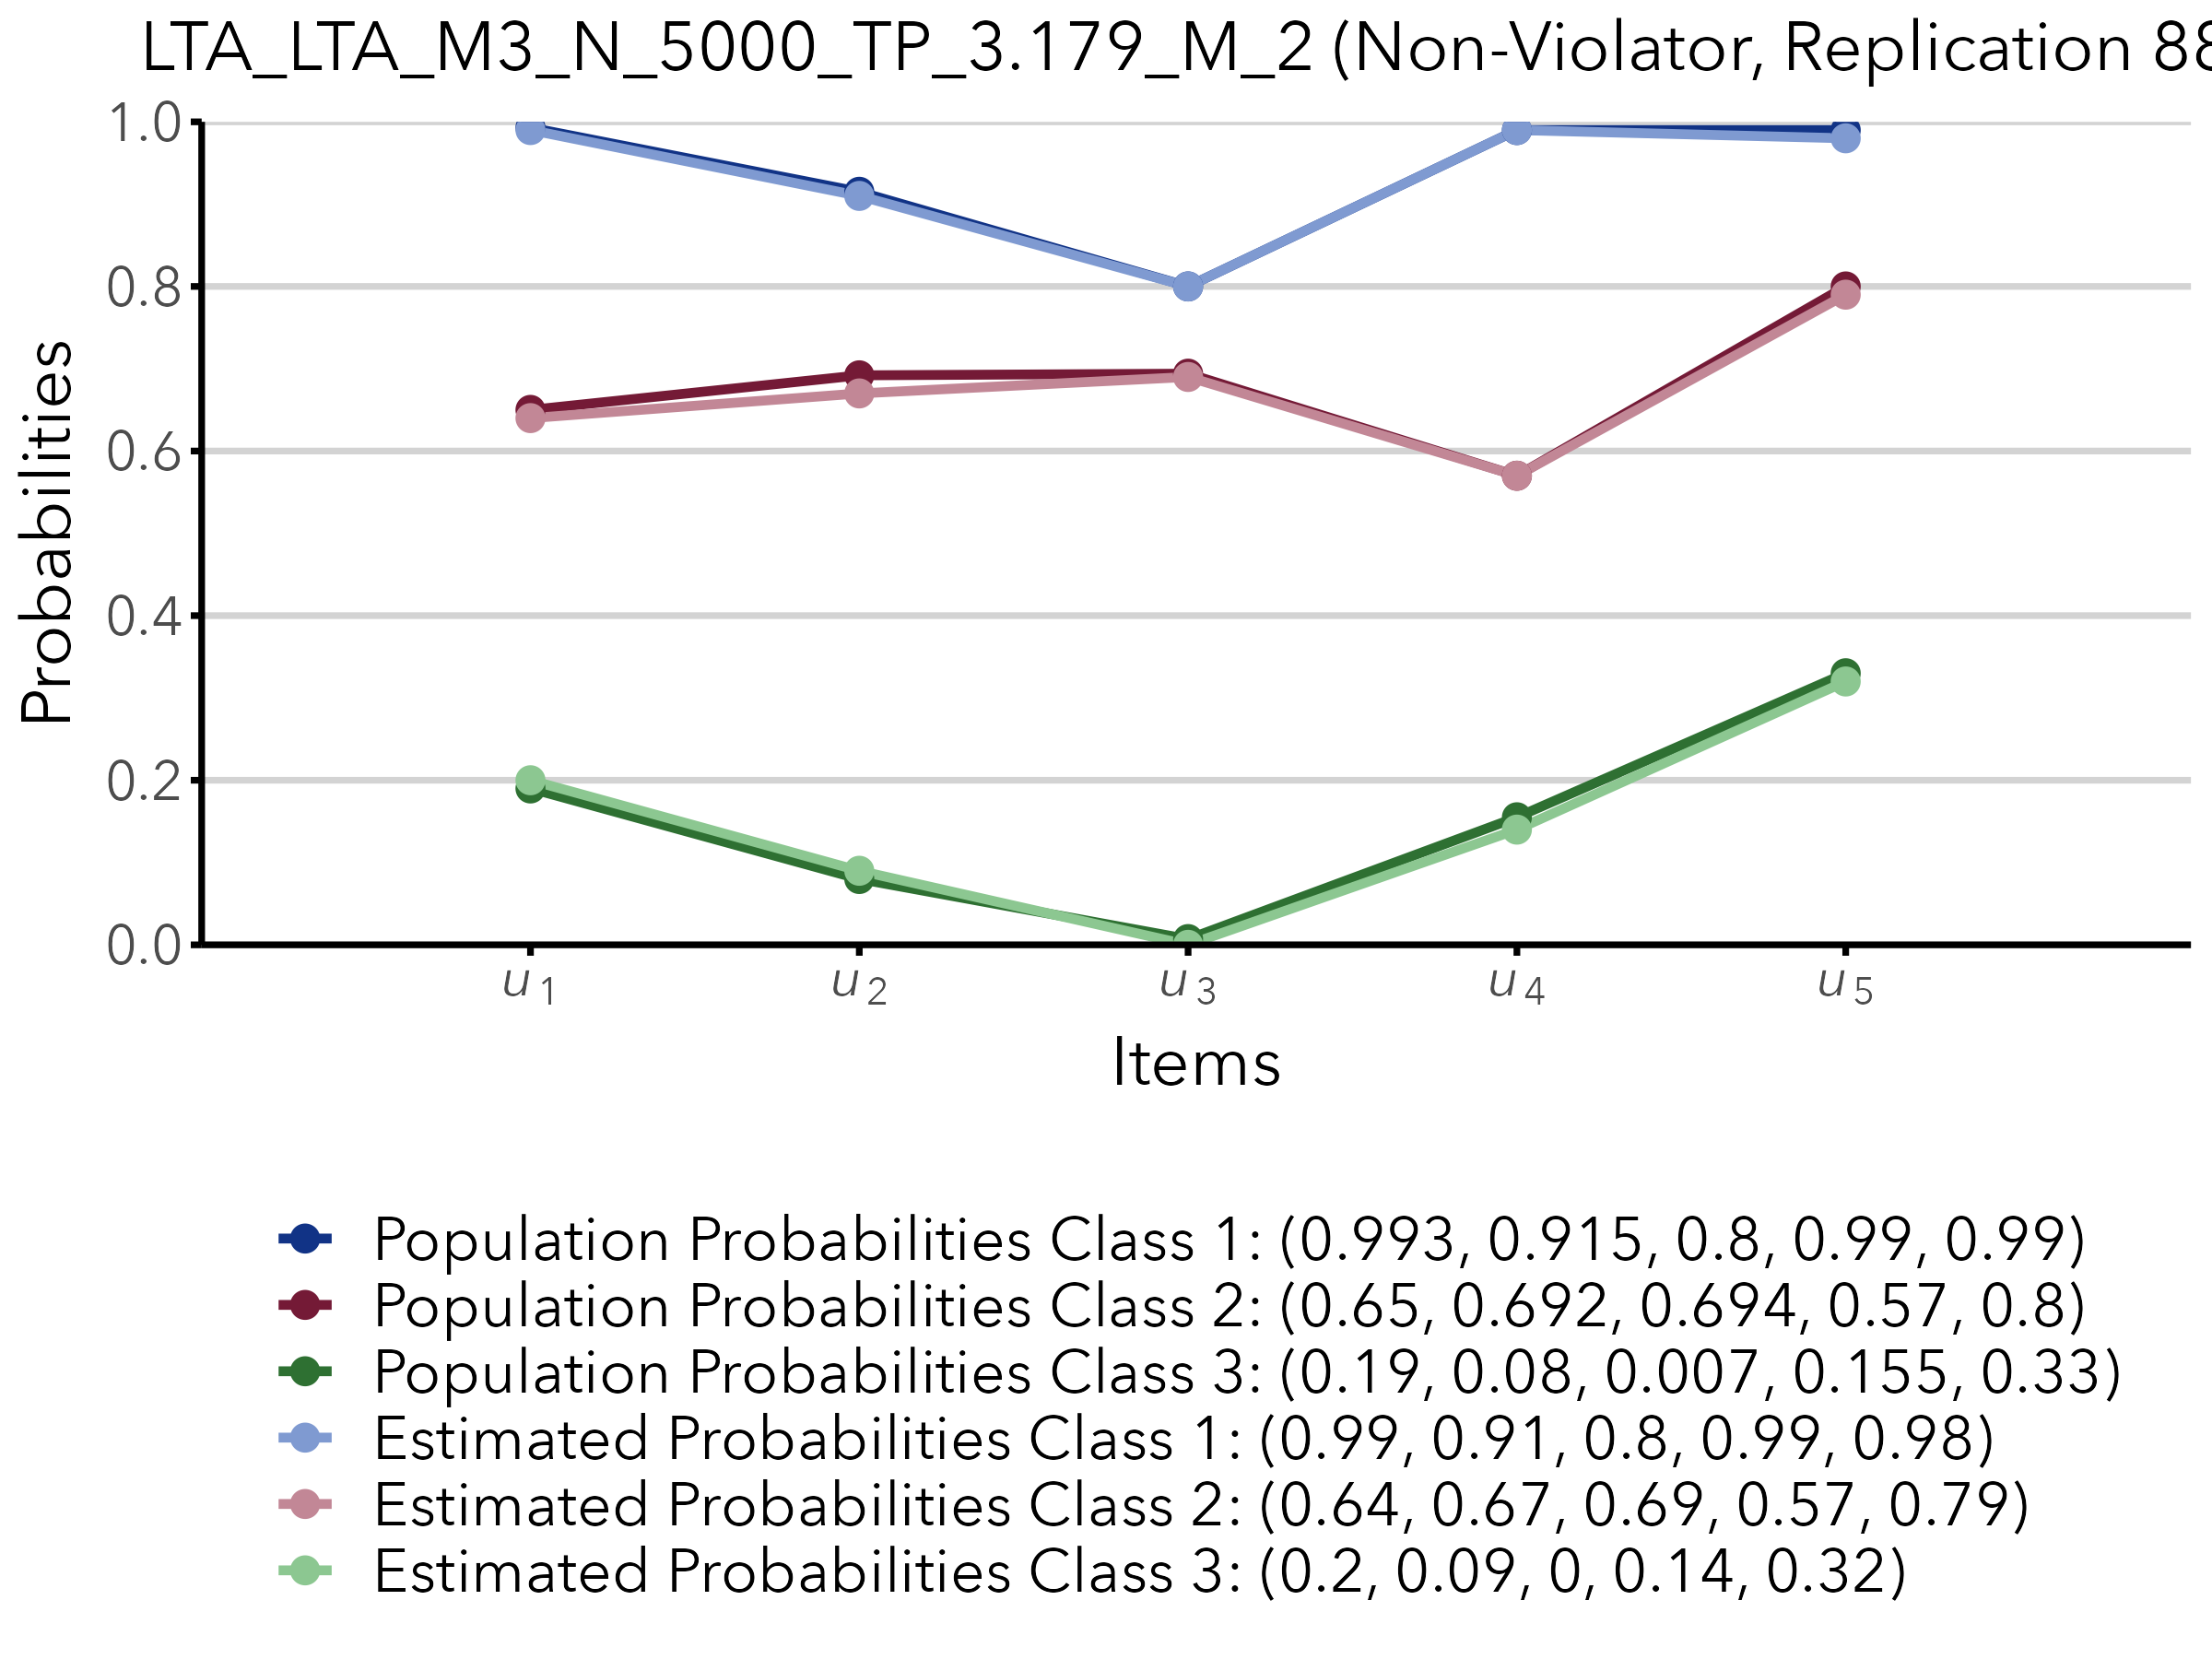 LTA_LTA_M3_N_5000_TP_3.179_M_2 (Non-Violator, Replication 88
1.0
0.8
0.6
0.4
0.2
0.0
Probabilities
u1 u2 u3 u4 u5
Items
Population Probabilities Class 1: (0.993, 0.915, 0.8, 0.99, 0.99)
Population Probabilities Class 2: (0.65, 0.692, 0.694, 0.57, 0.8)
Population Probabilities Class 3: (0.19, 0.08, 0.007, 0.155, 0.33)
Estimated Probabilities Class 1: (0.99, 0.91, 0.8, 0.99, 0.98)
Estimated Probabilities Class 2: (0.64, 0.67, 0.69, 0.57, 0.79)
Estimated Probabilities Class 3: (0.2, 0.09, 0, 0.14, 0.32)